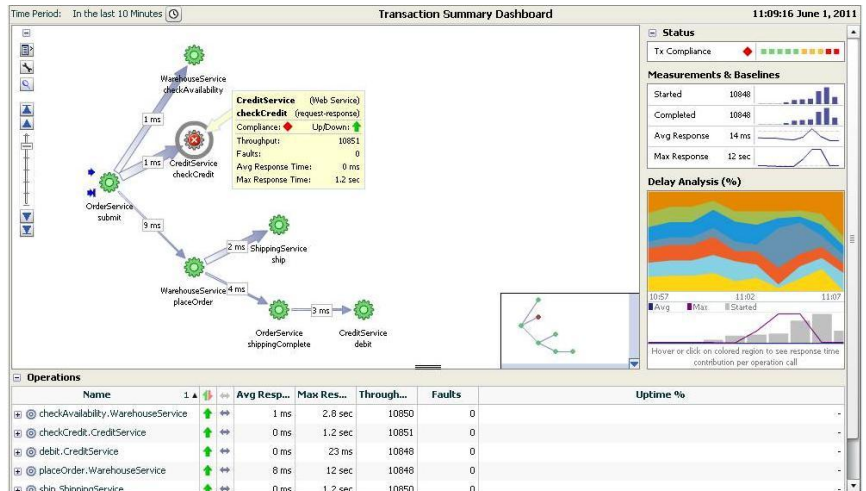 Time Period: In the last 10 Minutes
Transaction Summary Dashboard
11:09:16 June 1, 2011
WarehouseService
checkAvailability
1 ms
1 ms
CreditService
checkCredit
OrderService
submit
9 ms
2 ms
ShippingService
ship
WarehouseService
placeOrder
4 ms
3 ms
OrderService
shippingComplete
CreditService
debit
CreditService (Web Service)
checkCredit (request-response)
Compliance: Up/Down:
Throughput: 10851
Faults: 0
Avg Response Time: 0 ms
Max Response Time: 1.2 sec
Status
Tx Compliance
Measurements & Baselines
Started 10848
Completed 10848
Avg Response 14 ms
Max Response 12 sec
Delay Analysis (%)
10:57 11:02 11:07
Avg Max Started
Hover or click on colored region to see response time
contribution per operation call
Operations
Name 1 Avg Resp... Max Res... Through... Faults Uptime %
checkAvailability.WarehouseService 1 ms 2.8 sec 10850 0 -
checkCredit.CreditService 0 ms 1.2 sec 10851 0 -
debit.CreditService 0 ms 23 ms 10848 0 -
placeOrder.WarehouseService 8 ms 12 sec 10848 0 -
ship.ShippingService 0 ms 1.2 sec 10850 0 -